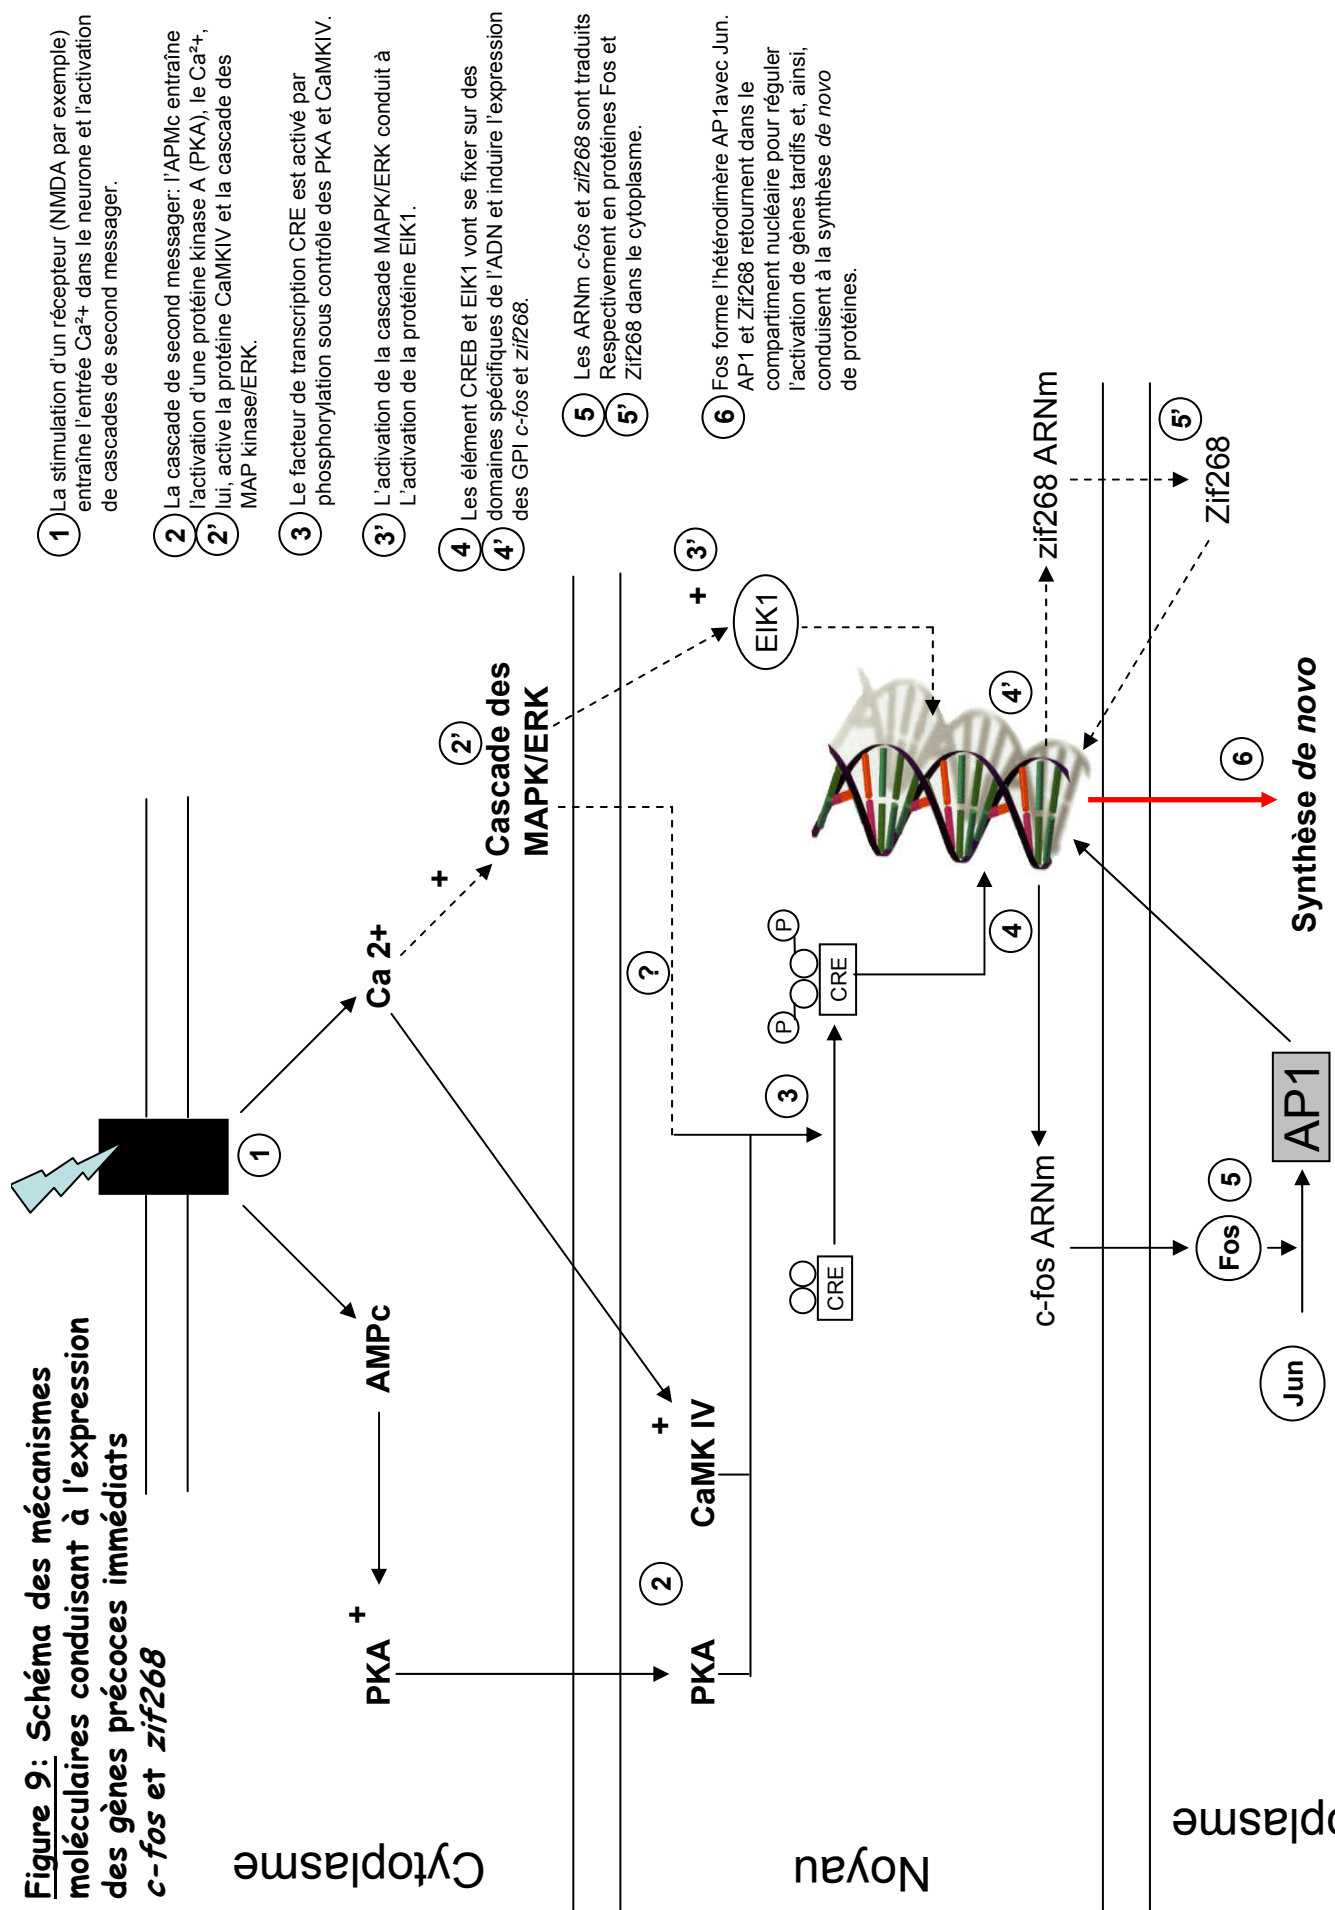 Figure 9: Schéma des mécanismes
moléculaires conduisant à l'expression
des gènes précoces immédiats
c-fos et zif268
1
La stimulation d'un récepteur (NMDA par exemple)
entraîne l'entrée Ca²+ dans le neurone et l'activation
de cascades de second messager.
2
2'
La cascade de second messager: l'APMc entraîne
l'activation d'une protéine kinase A (PKA), le Ca²+,
lui, active la protéine CaMKIV et la cascade des
MAP kinase/ERK.
3
Le facteur de transcription CRE est activé par
phosphorylation sous contrôle des PKA et CaMKIV.
3'
L'activation de la cascade MAPK/ERK conduit à
L'activation de la protéine ElK1.
4
4'
Les élément CREB et ElK1 vont se fixer sur des
domaines spécifiques de l'ADN et induire l'expression
des GPI c-fos et zif268.
5
5'
Les ARNm c-fos et zif268 sont traduits
Respectivement en protéines Fos et
Zif268 dans le cytoplasme.
6
Fos forme l'hétérodimère AP1avec Jun.
AP1 et Zif268 retournent dans le
compartiment nucléaire pour réguler
l'activation de gènes tardifs et, ainsi,
conduisent à la synthèse de novo
de protéines.
Cytoplasme
1
AMPc
Ca 2+
+
PKA
+
2'
Cascade des
MAPK/ERK
Noyau
?
2
+
PKA
CaMK IV
3
+
3'
ElK1
P
P
CRE
CRE
4
4'
c-fos ARNm
zif268 ARNm
oplasme
5
Fos
Jun
AP1
6
Synthèse de novo
5'
Zif268